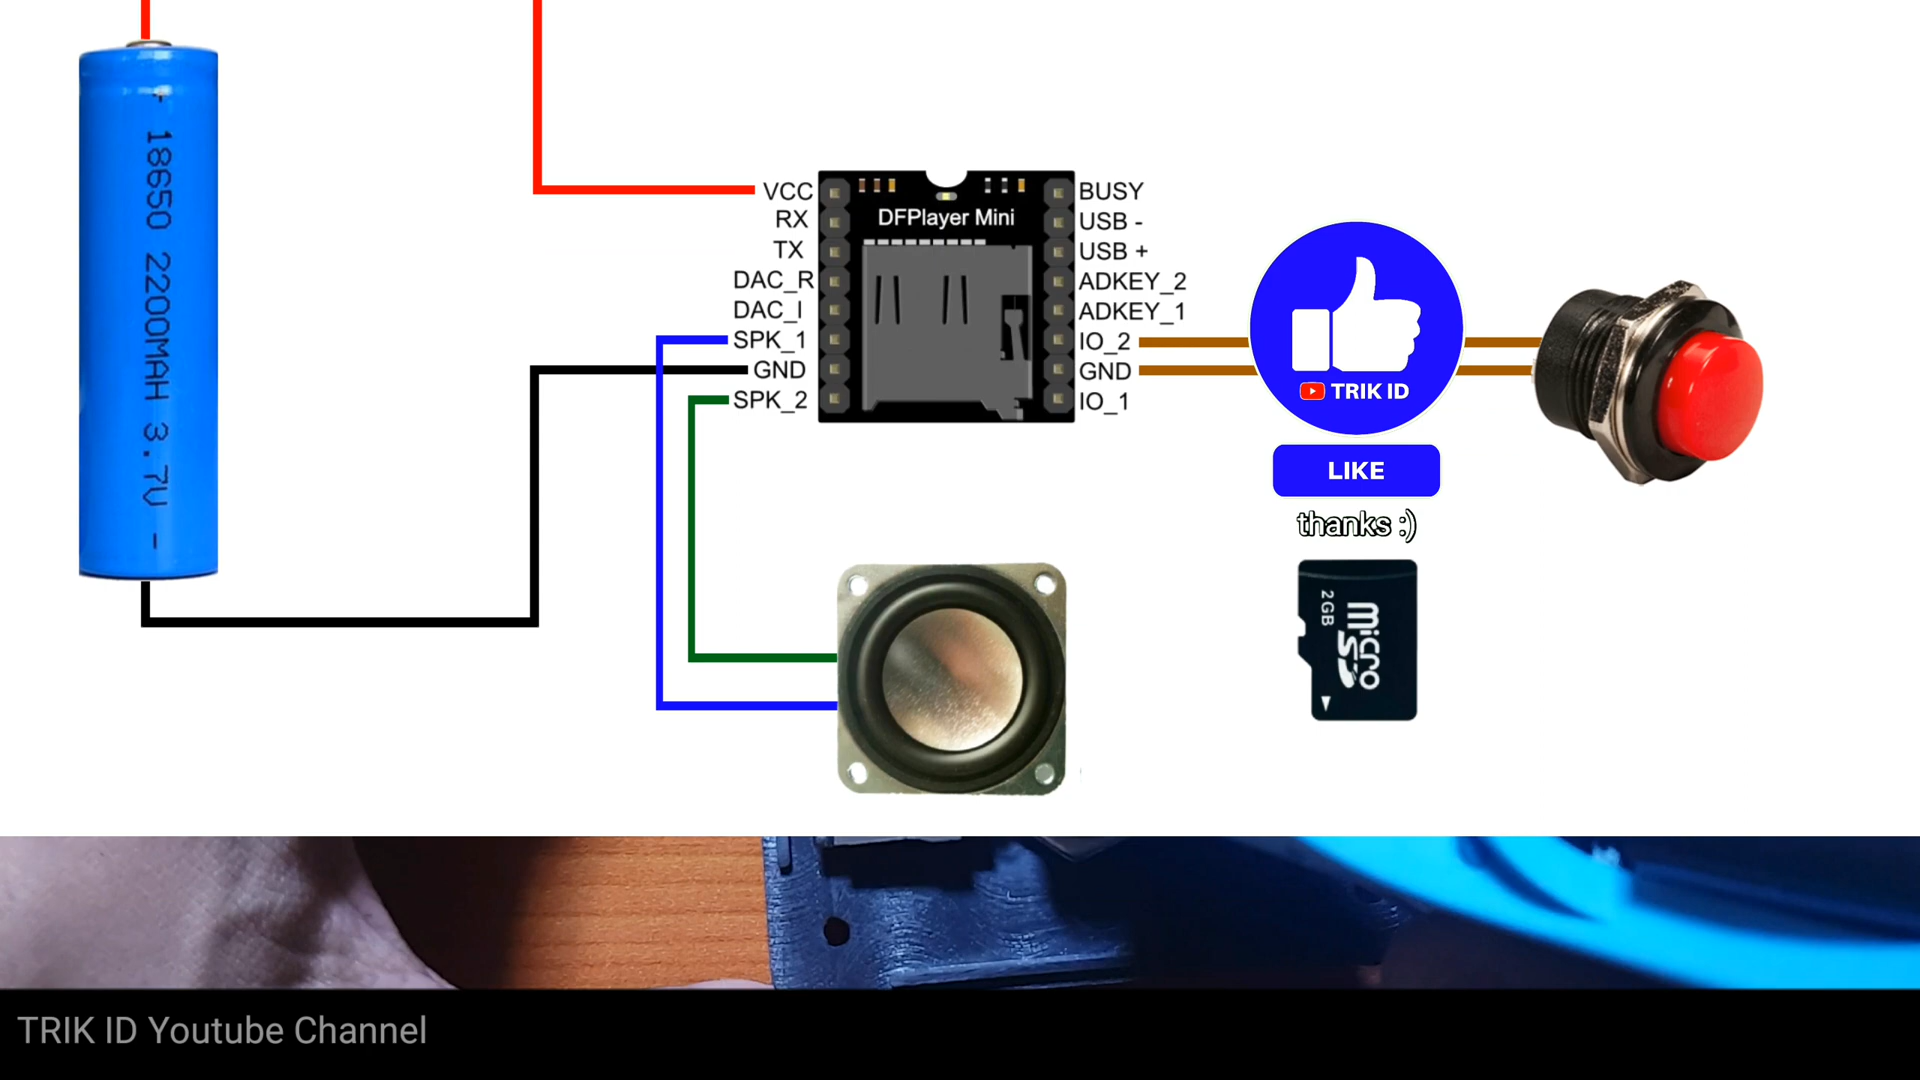 + 18650 2200MAH 3.7V -
VCC
RX
TX
DAC_R
DAC_I
SPK_1
GND
SPK_2
DFPlayer Mini
BUSY
USB -
USB +
ADKEY_2
ADKEY_1
IO_2
GND
IO_1
TRIK ID
LIKE
thanks :)
2GB
micro
SD
TRIK ID Youtube Channel